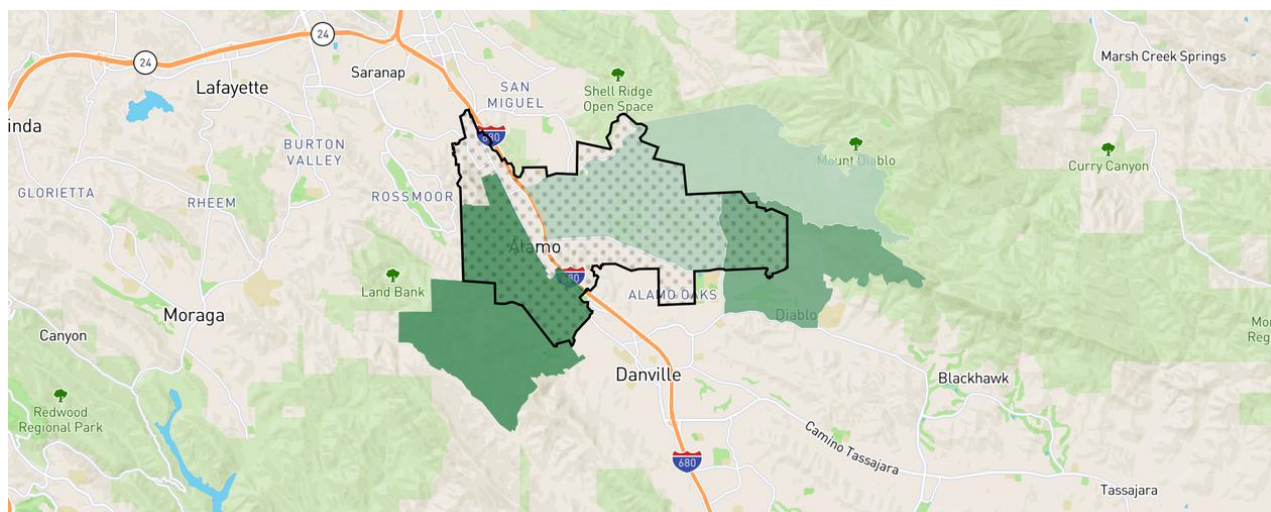 24
24
Marsh Creek Springs
Saranap
Lafayette
SAN
MIGUEL
Shell Ridge
Open Space
inda
680
BURTON
VALLEY
Mount Diablo
Curry Canyon
GLORIETTA
RHEEM
ROSSMOOR
Alamo
Land Bank
ALAMO OAKS
Moraga
Diablo
Canyon
Danville
Blackhawk
Redwood
Regional Park
Camino Tassajara
680
Tassajara